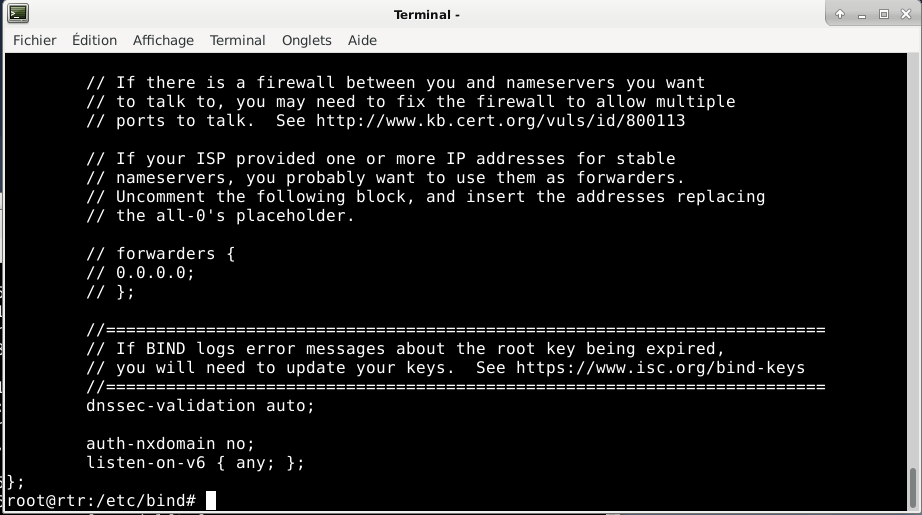 Terminal -
Fichier Édition Affichage Terminal Onglets Aide
// If there is a firewall between you and nameservers you want
// to talk to, you may need to fix the firewall to allow multiple
// ports to talk.  See http://www.kb.cert.org/vuls/id/800113
// If your ISP provided one or more IP addresses for stable
// nameservers, you probably want to use them as forwarders.
// Uncomment the following block, and insert the addresses replacing
// the all-0's placeholder.
// forwarders {
// 0.0.0.0;
// };
//========================================================================
// If BIND logs error messages about the root key being expired,
// you will need to update your keys.  See https://www.isc.org/bind-keys
//========================================================================
dnssec-validation auto;
auth-nxdomain no;
listen-on-v6 { any; };
};
root@rtr:/etc/bind#